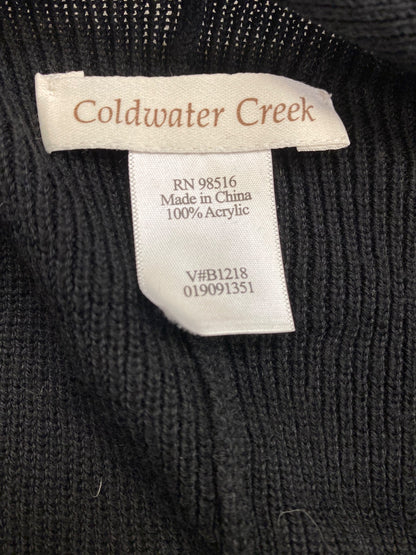 Coldwater Creek
RN 98516
Made in China
100% Acrylic
V#B1218
019091351